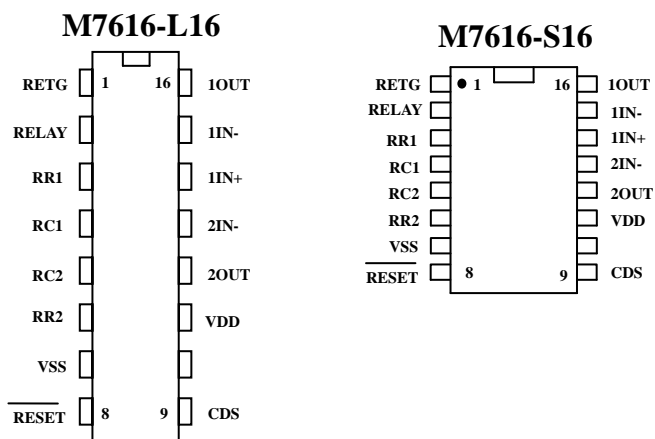 M7616-L16
RETG 1 16 1OUT
RELAY 1IN-
RR1 1IN+
RC1 2IN-
RC2 2OUT
RR2 VDD
VSS
RESET 8 9 CDS
M7616-S16
RETG 1 16 1OUT
RELAY 1IN-
RR1 1IN+
RC1 2IN-
RC2 2OUT
RR2 VDD
VSS
RESET 8 9 CDS